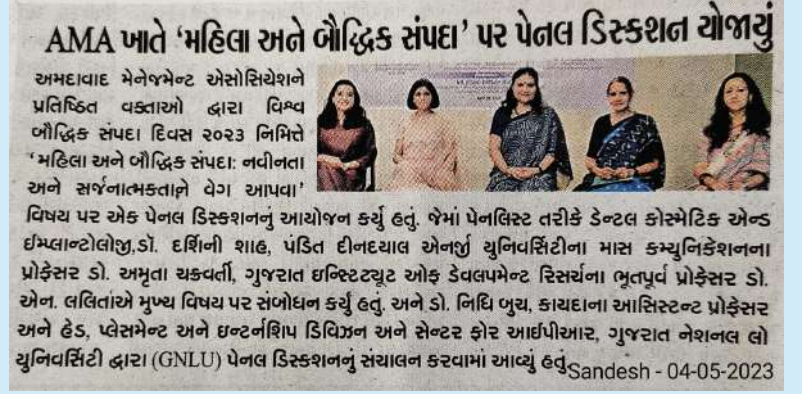 AMA ખાતે ‘મહિલા અને બૌદ્ધિક સંપદા’ પર પેનલ ડિસ્કશન યોજાયું
અમદાવાદ મેનેજમેન્ટ એસોસિયેશને
પ્રતિષ્ઠિત વક્તાઓ દ્વારા વિશ્વ
બૌદ્ધિક સંપદા દિવસ ૨૦૨૩ નિમિત્તે
‘મહિલા અને બૌદ્ધિક સંપદા: નવીનતા
અને સર્જનાત્મકતાને વેગ આપવા’
વિષય પર એક પેનલ ડિસ્કશનનું આયોજન કર્યુ હતું. જેમાં પેનલિસ્ટ તરીકે ડેન્ટલ કોસ્મેટિક એન્ડ
ઈમ્પ્લાન્ટોલોજી,ડૉ. દર્શિની શાહ, પંડિત દીનદયાલ એનર્જી યુનિવર્સિટીના માસ કમ્યુનિકેશનના
પ્રોફેસર ડો. અમૃતા ચક્રવર્તી, ગુજરાત ઇન્સ્ટિટ્યૂટ ઓફ ડેવલપમેન્ટ રિસર્ચના ભૂતપૂર્વ પ્રોફેસર ડો.
એન. લલિતાએ મુખ્ય વિષય પર સંબોધન કર્યું હતું. અને ડો. નિધિ બુચ, કાયદાના આસિસ્ટન્ટ પ્રોફેસર
અને હેડ, પ્લેસમેન્ટ અને ઇન્ટર્નશિપ ડિવિઝન અને સેન્ટર ફોર આઈપીઆર, ગુજરાત નેશનલ લો
યુનિવર્સિટી દ્વારા (GNLU) પેનલ ડિસ્કશનનું સંચાલન કરવામાં આવ્યું હતું.
Sandesh - 04-05-2023